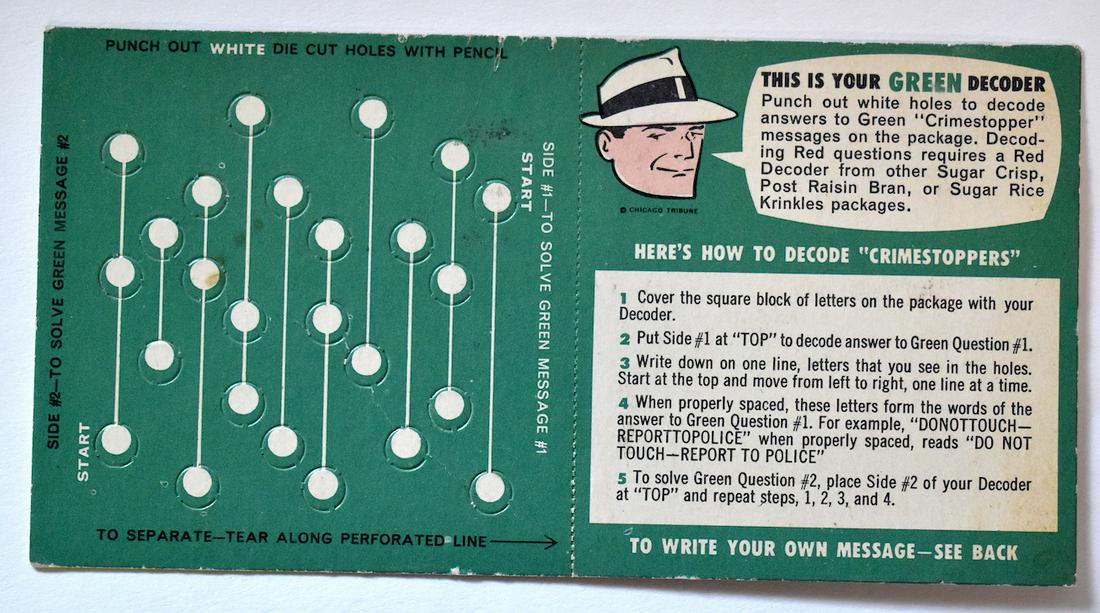 PUNCH OUT WHITE DIE CUT HOLES WITH PENCIL
SIDE #2—TO SOLVE GREEN MESSAGE #2
START
SIDE #1—TO SOLVE GREEN MESSAGE #1
START
TO SEPARATE—TEAR ALONG PERFORATED LINE
© CHICAGO TRIBUNE
THIS IS YOUR GREEN DECODER
Punch out white holes to decode
answers to Green "Crimestopper"
messages on the package. Decod-
ing Red questions requires a Red
Decoder from other Sugar Crisp,
Post Raisin Bran, or Sugar Rice
Krinkles packages.
HERE'S HOW TO DECODE "CRIMESTOPPERS"
1 Cover the square block of letters on the package with your
Decoder.
2 Put Side #1 at "TOP" to decode answer to Green Question #1.
3 Write down on one line, letters that you see in the holes.
Start at the top and move from left to right, one line at a time.
4 When properly spaced, these letters form the words of the
answer to Green Question #1. For example, "DONOTTOUCH—
REPORTTOPOLICE" when properly spaced, reads "DO NOT
TOUCH—REPORT TO POLICE"
5 To solve Green Question #2, place Side #2 of your Decoder
at "TOP" and repeat steps, 1, 2, 3, and 4.
TO WRITE YOUR OWN MESSAGE—SEE BACK